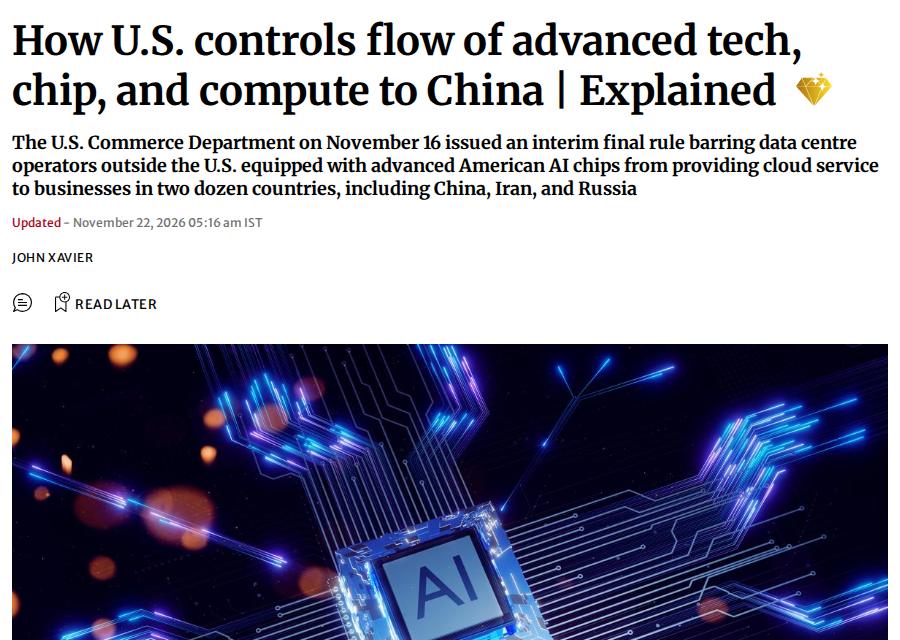 How U.S. controls flow of advanced tech,
chip, and compute to China | Explained
The U.S. Commerce Department on November 16 issued an interim final rule barring data centre
operators outside the U.S. equipped with advanced American AI chips from providing cloud service
to businesses in two dozen countries, including China, Iran, and Russia
Updated - November 22, 2026 05:16 am IST
JOHN XAVIER
READ LATER
AI